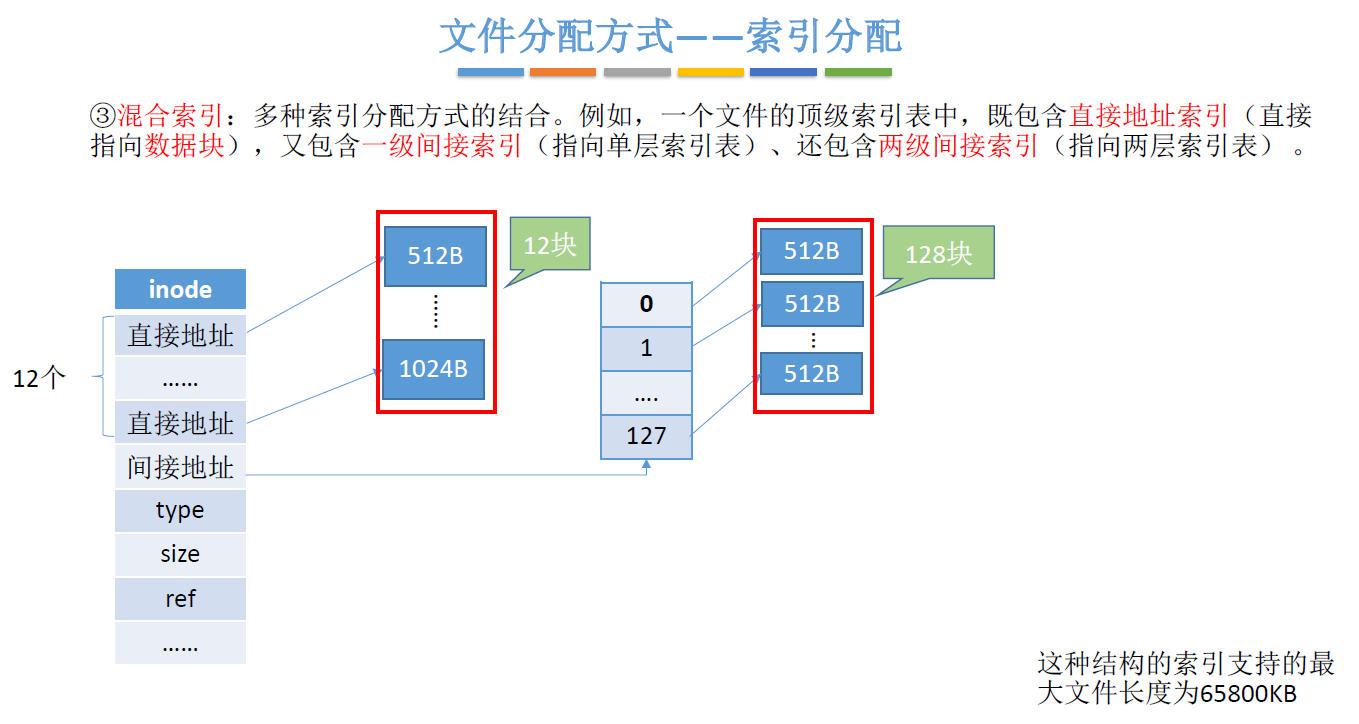 文件分配方式——索引分配
③混合索引：多种索引分配方式的结合。例如，一个文件的顶级索引表中，既包含直接地址索引（直接
指向数据块），又包含一级间接索引（指向单层索引表）、还包含两级间接索引（指向两层索引表）。
12个
inode
直接地址
……
直接地址
间接地址
type
size
ref
……
512B
1024B
12块
0
1
….
127
512B
512B
512B
128块
这种结构的索引支持的最
大文件长度为65800KB